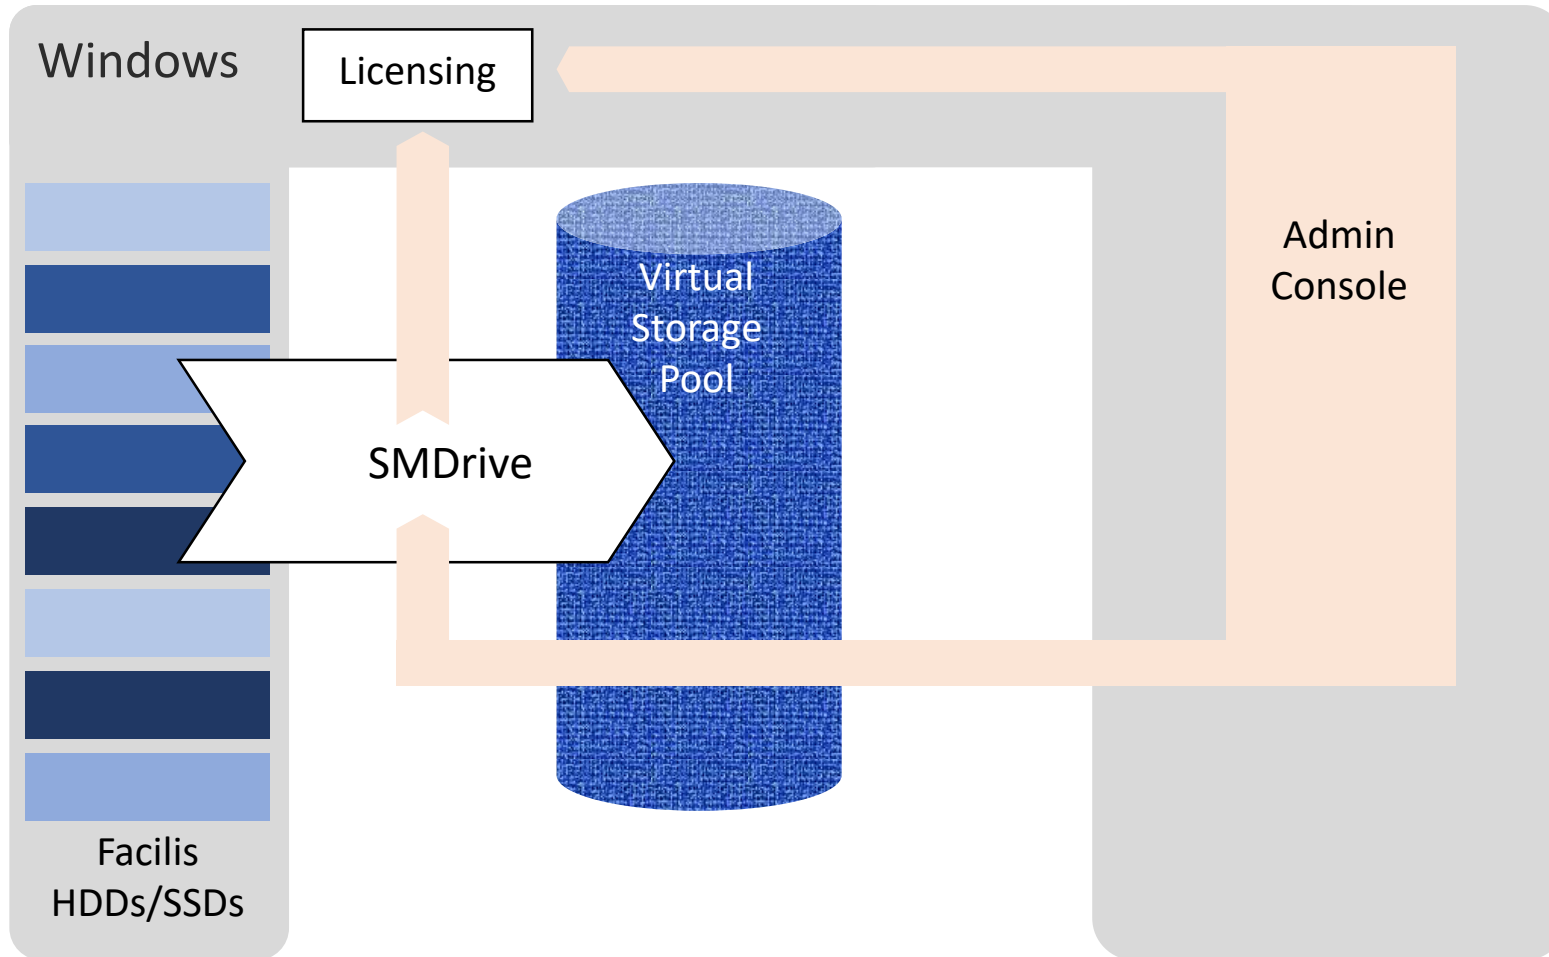 Windows
Licensing
Admin
Console
Virtual
Storage
Pool
SMDrive
Facilis
HDDs/SSDs